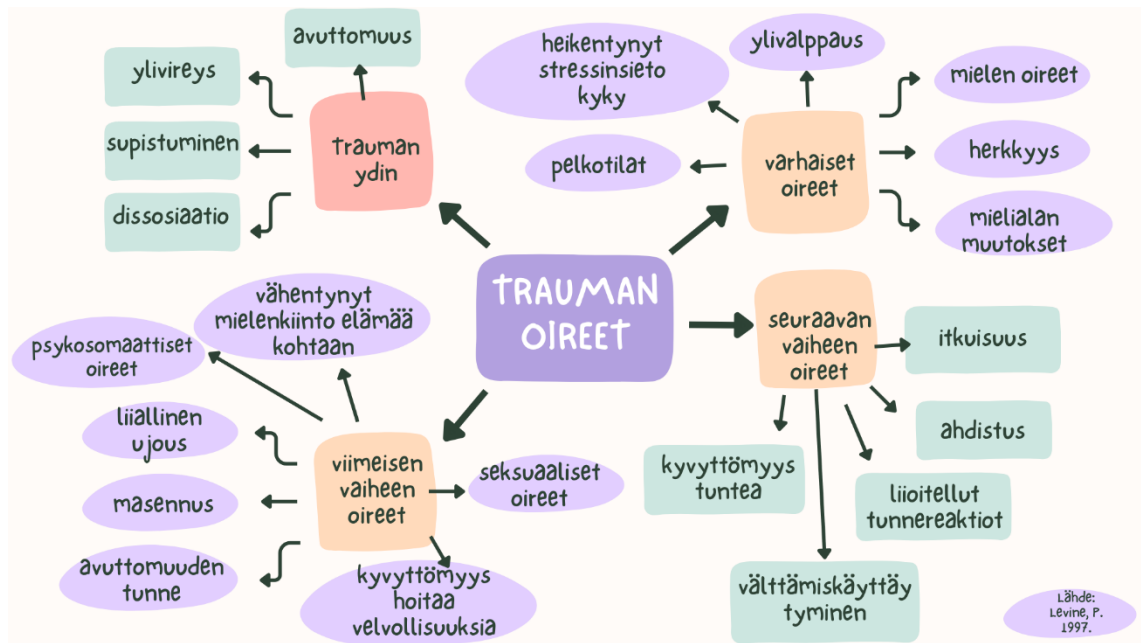 avuttomuus
ylivireys
supistuminen
dissosiaatio
trauman
ydin
heikentynyt
stressinsieto
kyky
ylivalppaus
mielen oireet
pelkotilat
varhaiset
oireet
herkkyys
mielialan
muutokset
TRAUMAN
OIREET
seuraavan
vaiheen
oireet
itkuisuus
ahdistus
kyvyttömyys
tuntea
liioitellut
tunnereaktiot
välttämiskäyttäy
tyminen
vähentynyt
mielenkiinto elämää
kohtaan
psykosomaattiset
oireet
liiallinen
ujous
viimeisen
vaiheen
oireet
seksuaaliset
oireet
masennus
avuttomuuden
tunne
kyvyttömyys
hoitaa
velvollisuuksia
Lähde:
Levine, P.
1997.